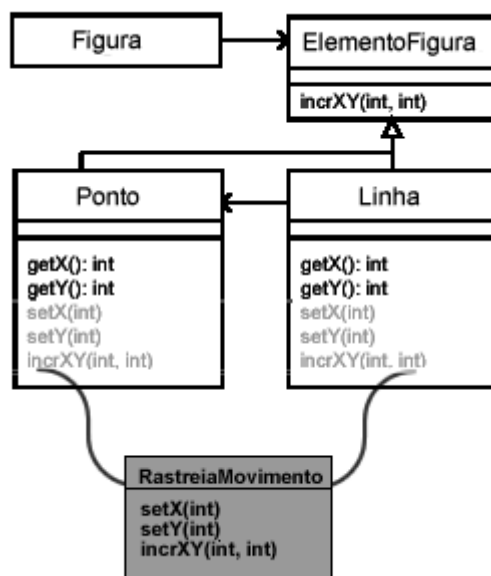 Figura
ElementoFigura
incrXY(int, int)
Ponto
getX(): int
getY(): int
setX(int)
setY(int)
incrXY(int, int)
Linha
getX(): int
getY(): int
setX(int)
setY(int)
incrXY(int, int)
RastreiaMovimento
setX(int)
setY(int)
incrXY(int, int)